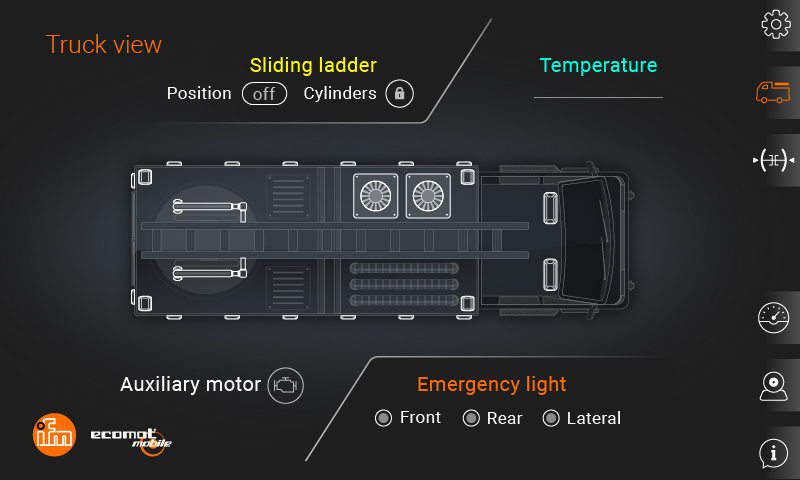 Truck view
Sliding ladder
Position off Cylinders
Temperature
Auxiliary motor
Emergency light
Front Rear Lateral
ifm ecomat mobile
i